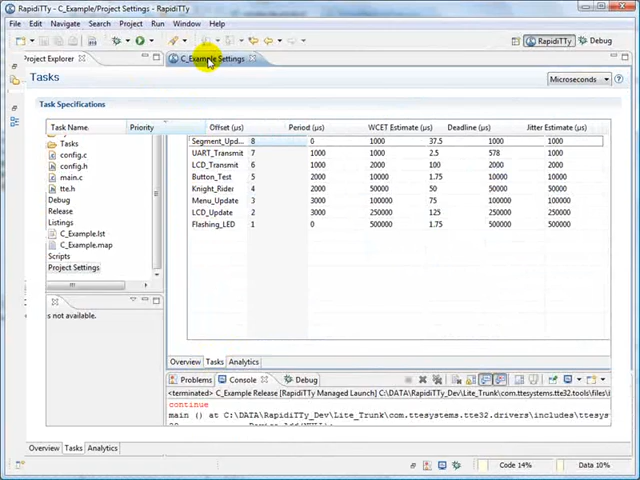 RapidiTTy - C_Example/Project Settings - RapidiTTy
File Edit Navigate Search Project Run Window Help
RapidiTTy Debug
Project Explorer C_Example Settings
Tasks Microseconds
Task Specifications
Task Name Priority Offset (μs) Period (μs) WCET Estimate (μs) Deadline (μs) Jitter Estimate (μs)
Segment_Upd... 8 0 1000 37.5 1000 1000
UART_Transmit 7 1000 1000 2.5 578 1000
LCD_Transmit 6 1000 2000 100 2000 2000
Button_Test 5 2000 10000 1.75 10000 10000
Knight_Rider 4 2000 50000 50 50000 50000
Menu_Update 3 3000 100000 75 100000 100000
LCD_Update 2 3000 250000 125 250000 250000
Flashing_LED 1 0 500000 1.75 500000 500000
Tasks
config.c
config.h
main.c
tte.h
Debug
Release
Listings
C_Example.lst
C_Example.map
Scripts
Project Settings
s not available.
Overview Tasks Analytics
Problems Console Debug
<terminated> C_Example Release [RapidiTTy Managed Launch] C:\DATA\RapidiTTy_Dev\Lite_Trunk\com.ttesystems.tte32.tools\files\
continue
main () at C:\DATA\RapidiTTy_Dev\Lite_Trunk\com.ttesystems.tte32.drivers\includes\ttesys
Overview Tasks Analytics
Code 14% Data 10%